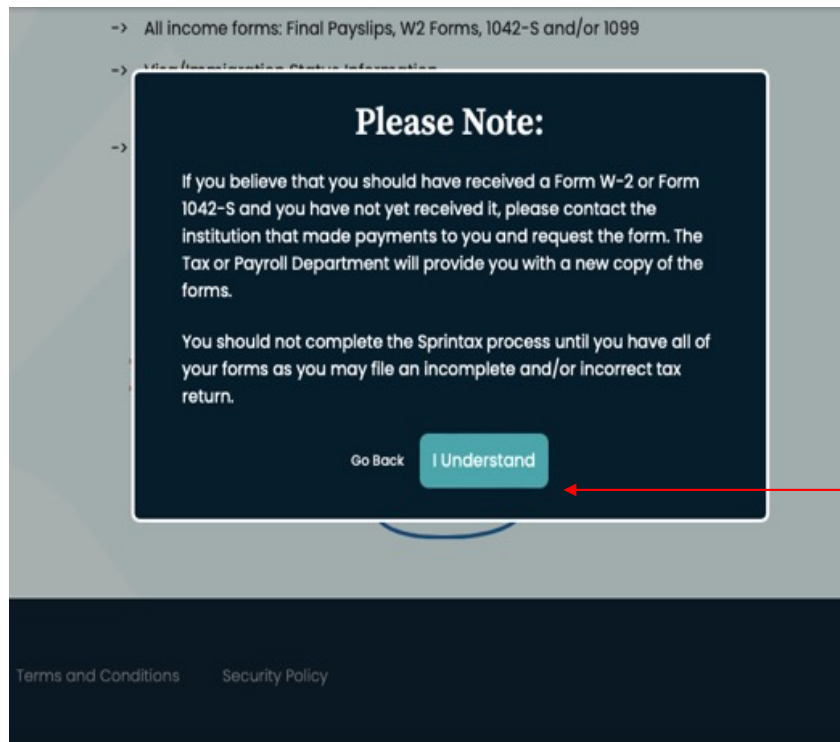 -> All income forms: Final Payslips, W2 Forms, 1042-S and/or 1099
-> Visa/Immigration Status Information
->
Please Note:
If you believe that you should have received a Form W-2 or Form
1042-S and you have not yet received it, please contact the
institution that made payments to you and request the form. The
Tax or Payroll Department will provide you with a new copy of the
forms.
You should not complete the Sprintax process until you have all of
your forms as you may file an incomplete and/or incorrect tax
return.
Go Back I Understand
Terms and Conditions Security Policy